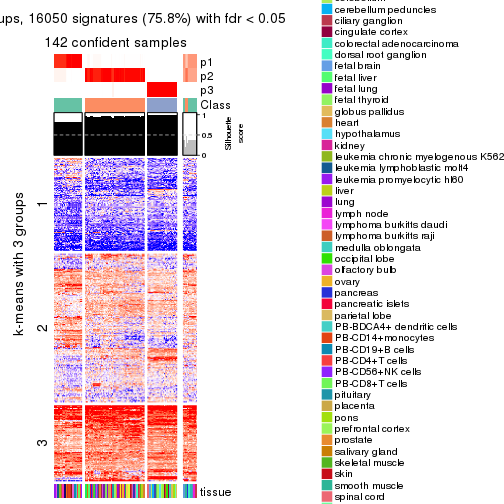 ups, 16050 signatures (75.8%) with fdr < 0.05
142 confident samples
p1
p2
p3
Class
1
0.5
0
Silhouette
score
k-means with 3 groups
1
2
3
tissue
cerebellum peduncles
ciliary ganglion
cingulate cortex
colorectal adenocarcinoma
dorsal root ganglion
fetal brain
fetal liver
fetal lung
fetal thyroid
globus pallidus
heart
hypothalamus
kidney
leukemia chronic myelogenous K562
leukemia lymphoblastic molt4
leukemia promyelocytic hl60
liver
lung
lymph node
lymphoma burkitts daudi
lymphoma burkitts raji
medulla oblongata
occipital lobe
olfactory bulb
ovary
pancreas
pancreatic islets
parietal lobe
PB-BDCA4+ dendritic cells
PB-CD14+monocytes
PB-CD19+B cells
PB-CD4+T cells
PB-CD56+NK cells
PB-CD8+T cells
pituitary
placenta
pons
prefrontal cortex
prostate
salivary gland
skeletal muscle
skin
smooth muscle
spinal cord